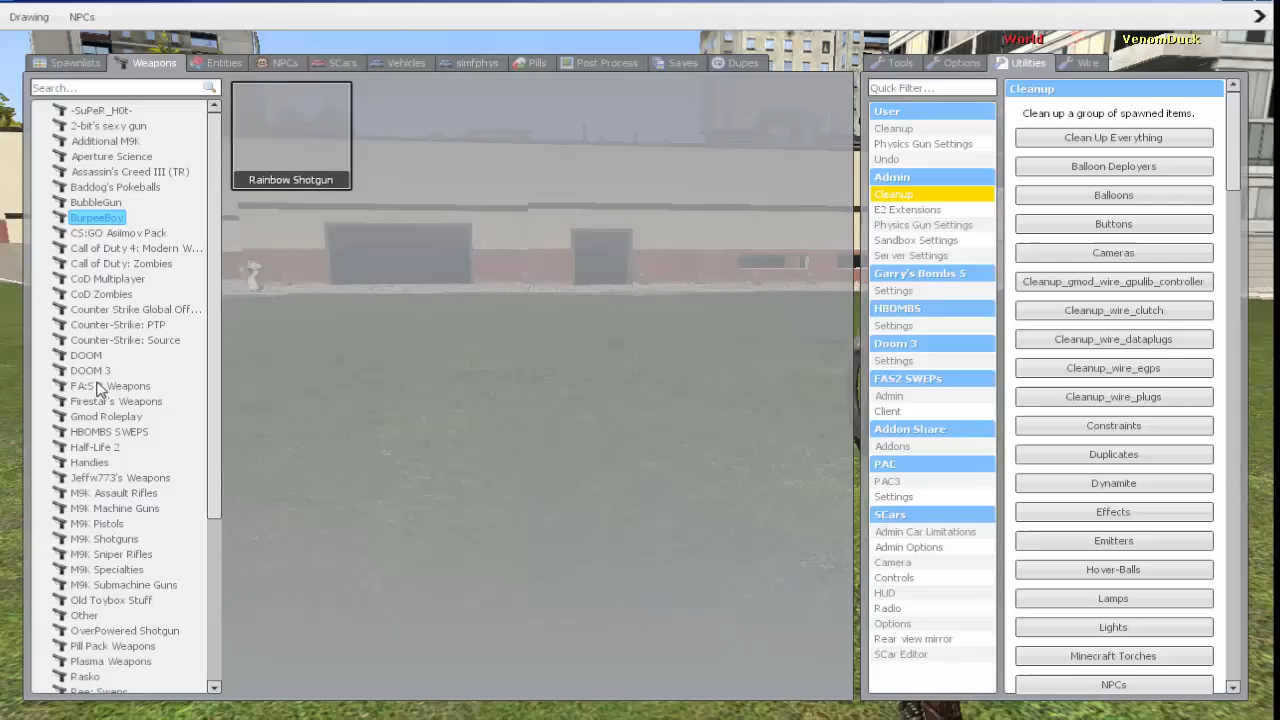 Drawing NPCs
World VenomDuck
Spawnlists Weapons Entities NPCs SCars Vehicles simfphys Pills Post Process Saves Dupes
Search...
-SuPeR_H0t-
2-bit's sexy gun
Additional M9K
Aperture Science
Assassin's Creed III (TR)
Baddog's Pokeballs
BubbleGun
BurpeeBoy
CS:GO Asiimov Pack
Call of Duty 4: Modern W...
Call of Duty: Zombies
CoD Multiplayer
CoD Zombies
Counter Strike Global Off...
Counter-Strike: PTP
Counter-Strike: Source
DOOM
DOOM 3
Weapons
Firestar's Weapons
Gmod Roleplay
HBOMBS SWEPS
Half-Life 2
Handies
Jeffw773's Weapons
M9K Assault Rifles
M9K Machine Guns
M9K Pistols
M9K Shotguns
M9K Sniper Rifles
M9K Specialties
M9K Submachine Guns
Old Toybox Stuff
Other
OverPowered Shotgun
Pill Pack Weapons
Plasma Weapons
Rasko
Rainbow Shotgun
Tools Options Utilities Wire
Quick Filter...
User
Cleanup
Physics Gun Settings
Undo
Admin
Cleanup
E2 Extensions
Physics Gun Settings
Sandbox Settings
Server Settings
Garry's Bombs 5
Settings
HBOMBS
Settings
Doom 3
Settings
FAS2 SWEPs
Admin
Client
Addon Share
Addons
PAC
PAC3
Settings
SCars
Admin Car Limitations
Admin Options
Camera
Controls
HUD
Radio
Options
Rear view mirror
SCar Editor
Cleanup
Clean up a group of spawned items.
Clean Up Everything
Balloon Deployers
Balloons
Buttons
Cameras
Cleanup_gmod_wire_gpulib_controller
Cleanup_wire_clutch
Cleanup_wire_dataplugs
Cleanup_wire_egps
Cleanup_wire_plugs
Constraints
Duplicates
Dynamite
Effects
Emitters
Hover-Balls
Lamps
Lights
Minecraft Torches
NPCs